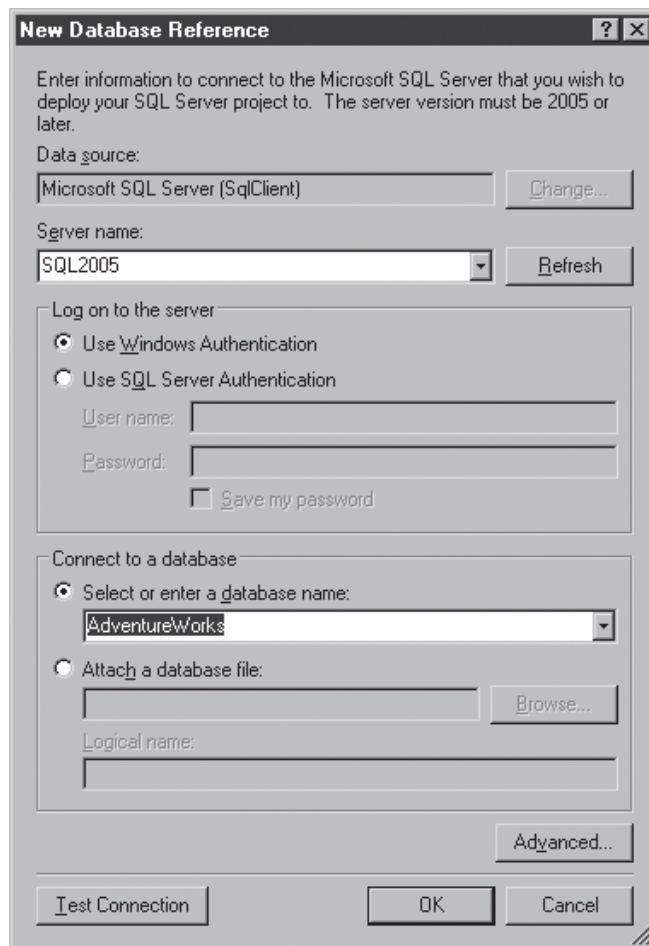 New Database Reference
Enter information to connect to the Microsoft SQL Server that you wish to
deploy your SQL Server project to. The server version must be 2005 or
later.
Data source:
Microsoft SQL Server (SqlClient)
Change...
Server name:
SQL2005
Refresh
Log on to the server
Use Windows Authentication
Use SQL Server Authentication
User name:
Password:
Save my password
Connect to a database
Select or enter a database name:
AdventureWorks
Attach a database file:
Browse...
Logical name:
Advanced...
Test Connection
OK
Cancel